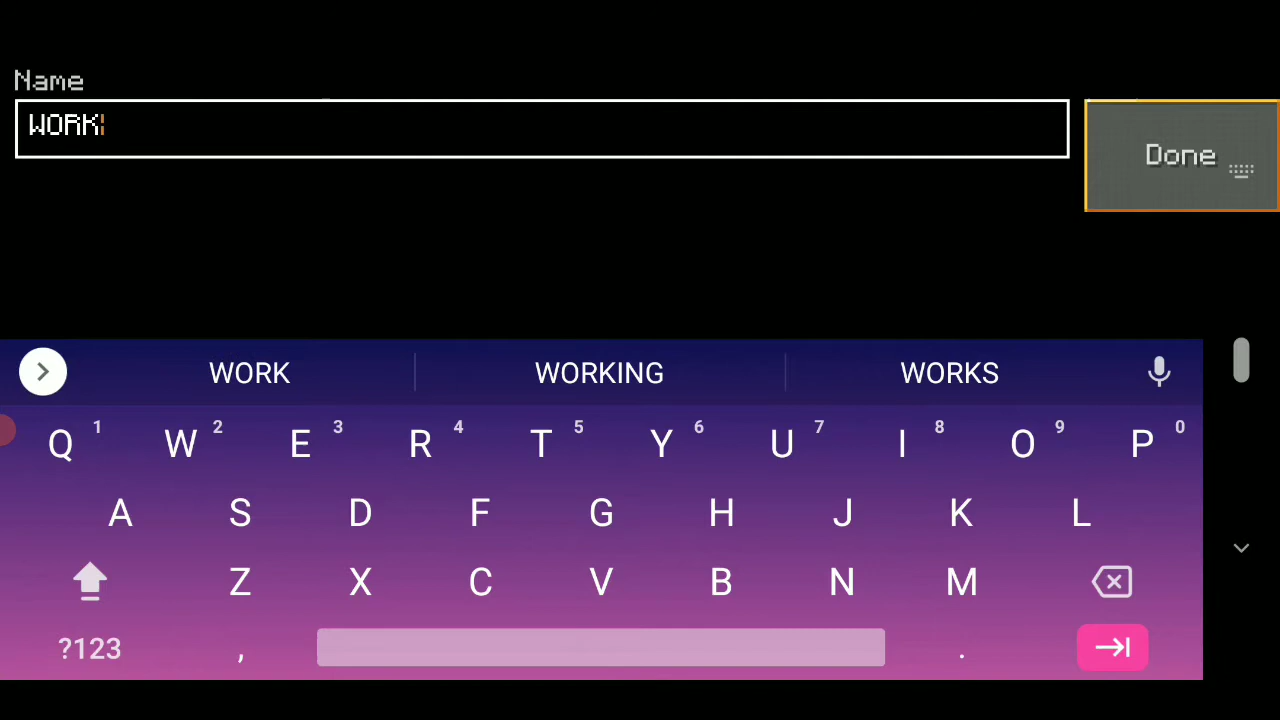 Name
WORK
Done
WORK WORKING WORKS
Q 1 W 2 E 3 R 4 T 5 Y 6 U 7 I 8 O 9 P 0
A S D F G H J K L
Z X C V B N M
?123 , .